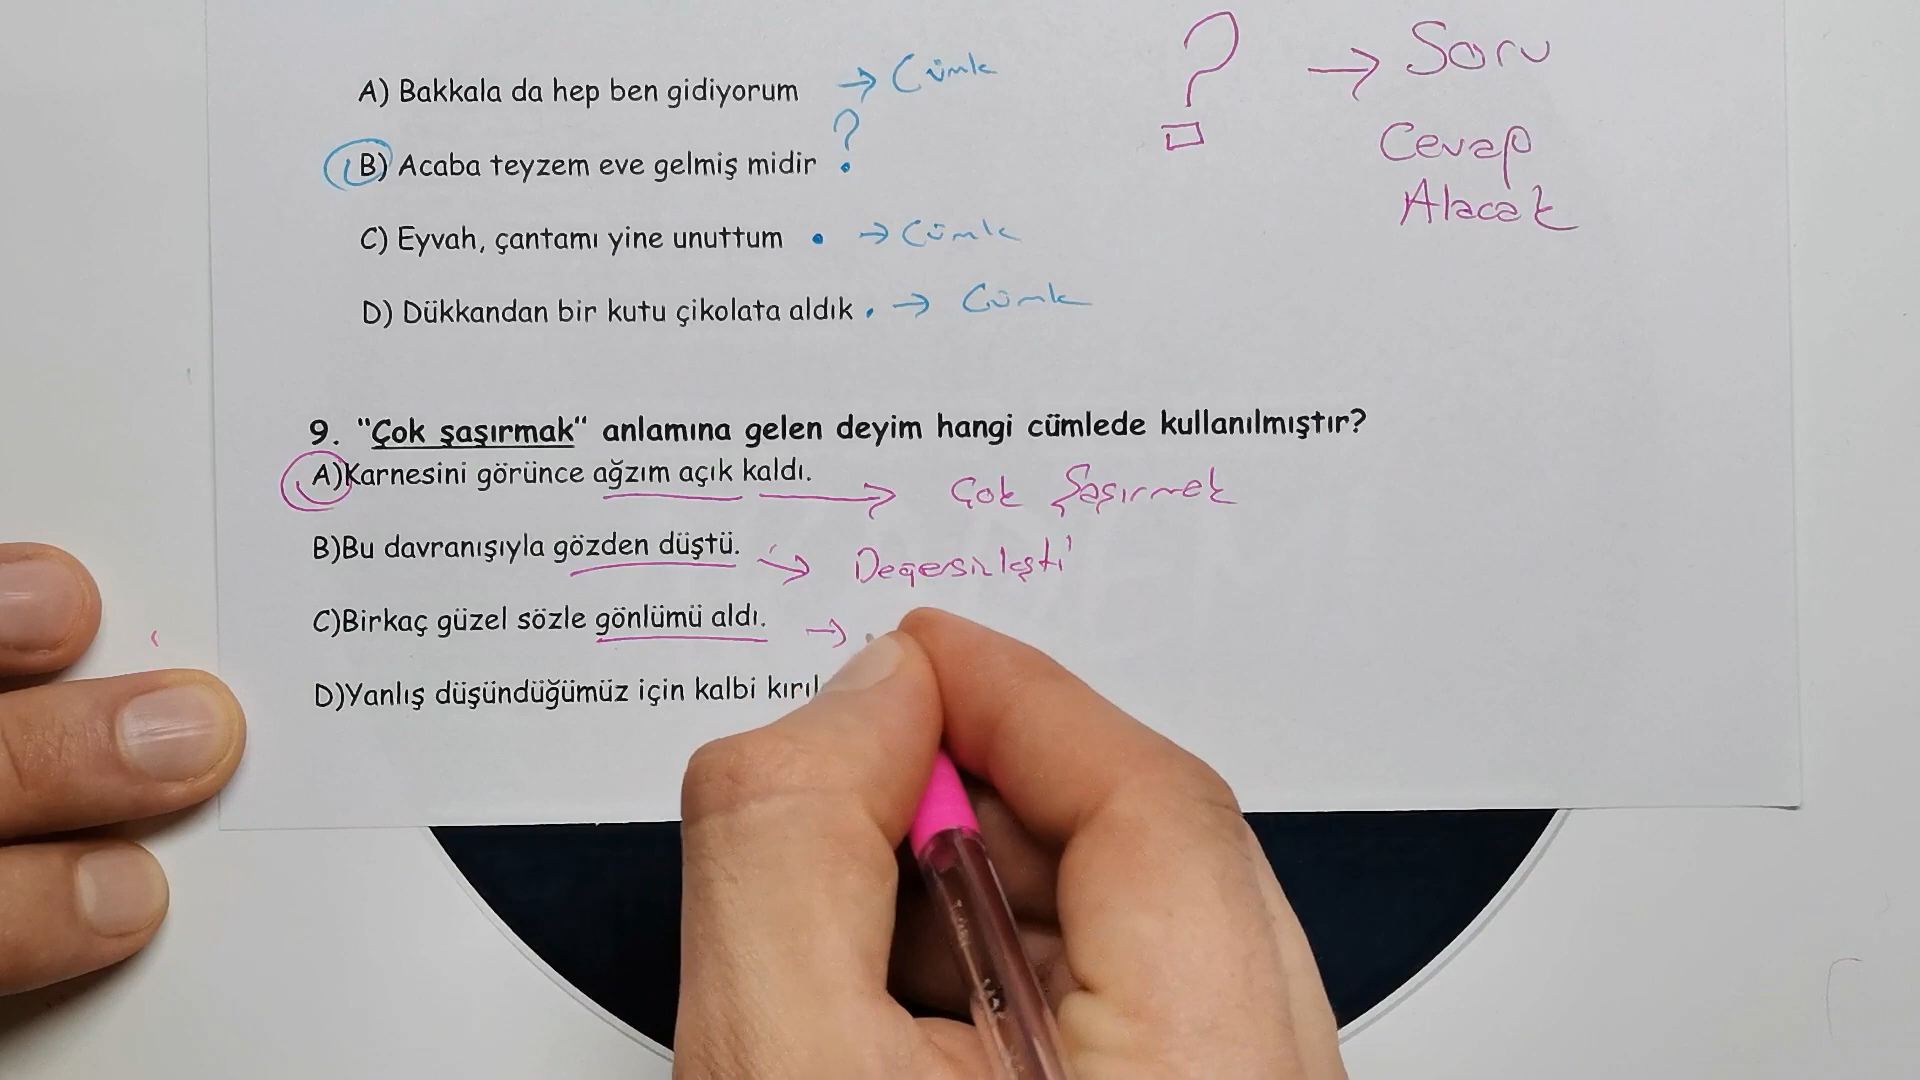 A) Bakkala da hep ben gidiyorum → Cümle
B) Acaba teyzem eve gelmiş midir ?
C) Eyvah, çantamı yine unuttum . → Cümle
D) Dükkandan bir kutu çikolata aldık . → Cümle
? → Soru
Cevap
Alacak
9. "Çok şaşırmak" anlamına gelen deyim hangi cümlede kullanılmıştır?
A)Karnesini görünce ağzım açık kaldı. → Çok Şaşırmak
B)Bu davranışıyla gözden düştü. → Değersizleşti
C)Birkaç güzel sözle gönlümü aldı. →
D)Yanlış düşündüğümüz için kalbi